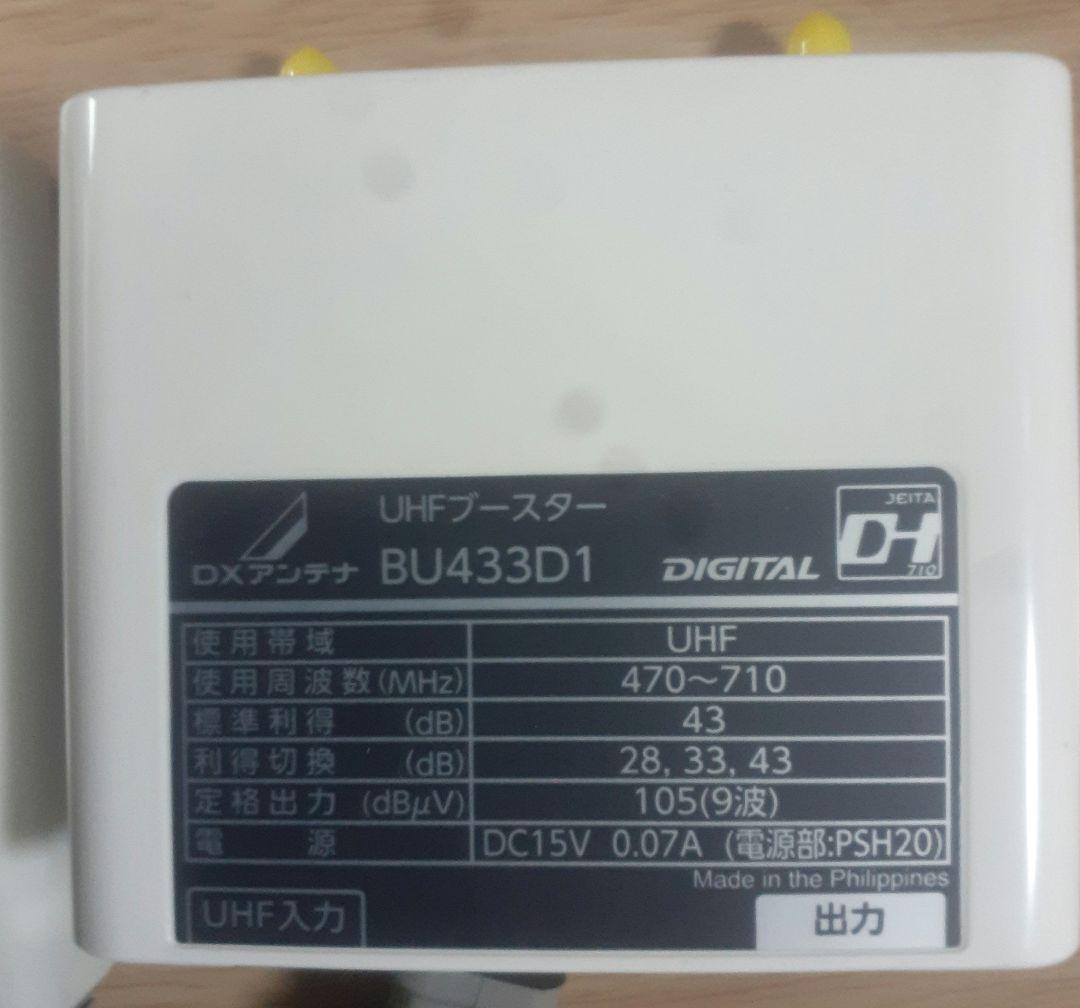 UHFブースター
DXアンテナ BU433D1 DIGITAL
JEITA
DH
710
使用帯域 UHF
使用周波数(MHz) 470~710
標準利得 (dB) 43
利得切換 (dB) 28, 33, 43
定格出力 (dBμV) 105(9波)
電源 DC15V 0.07A (電源部:PSH20)
Made in the Philippines
UHF入力 出力